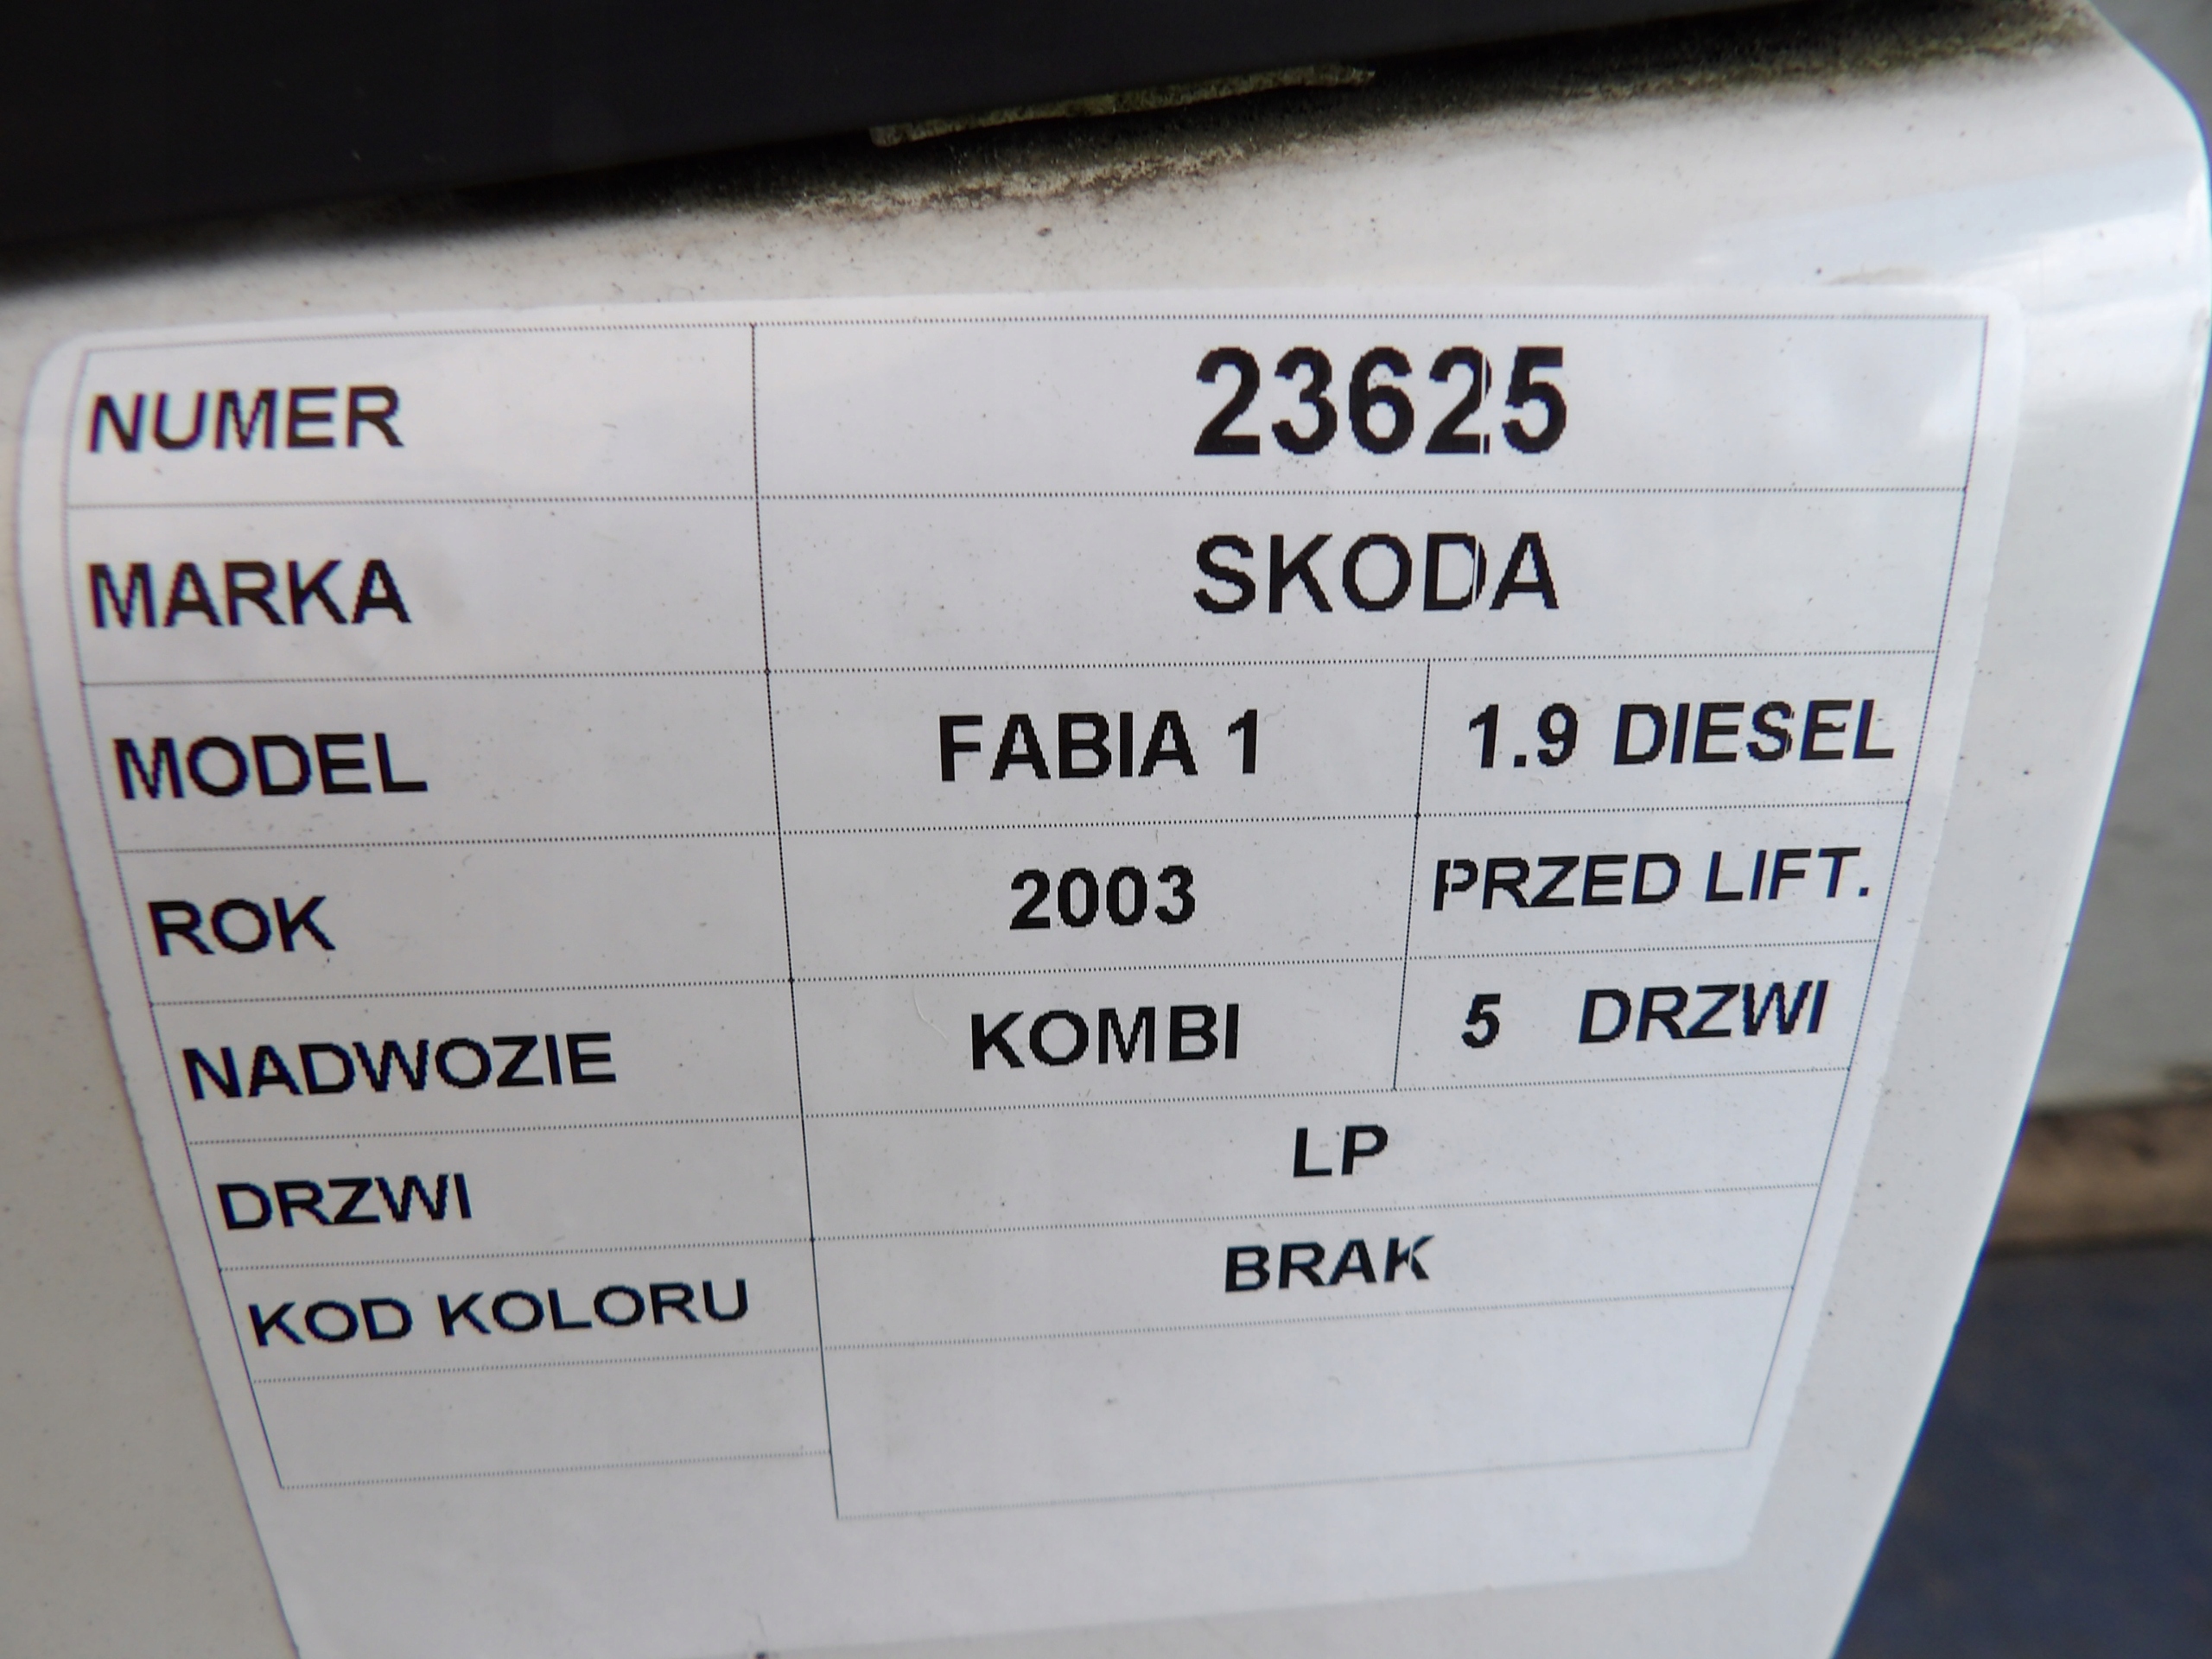 NUMER 23625
MARKA SKODA
MODEL FABIA 1 1.9 DIESEL
ROK 2003 PRZED LIFT.
NADWOZIE KOMBI 5 DRZWI
DRZWI LP
KOD KOLORU BRAK